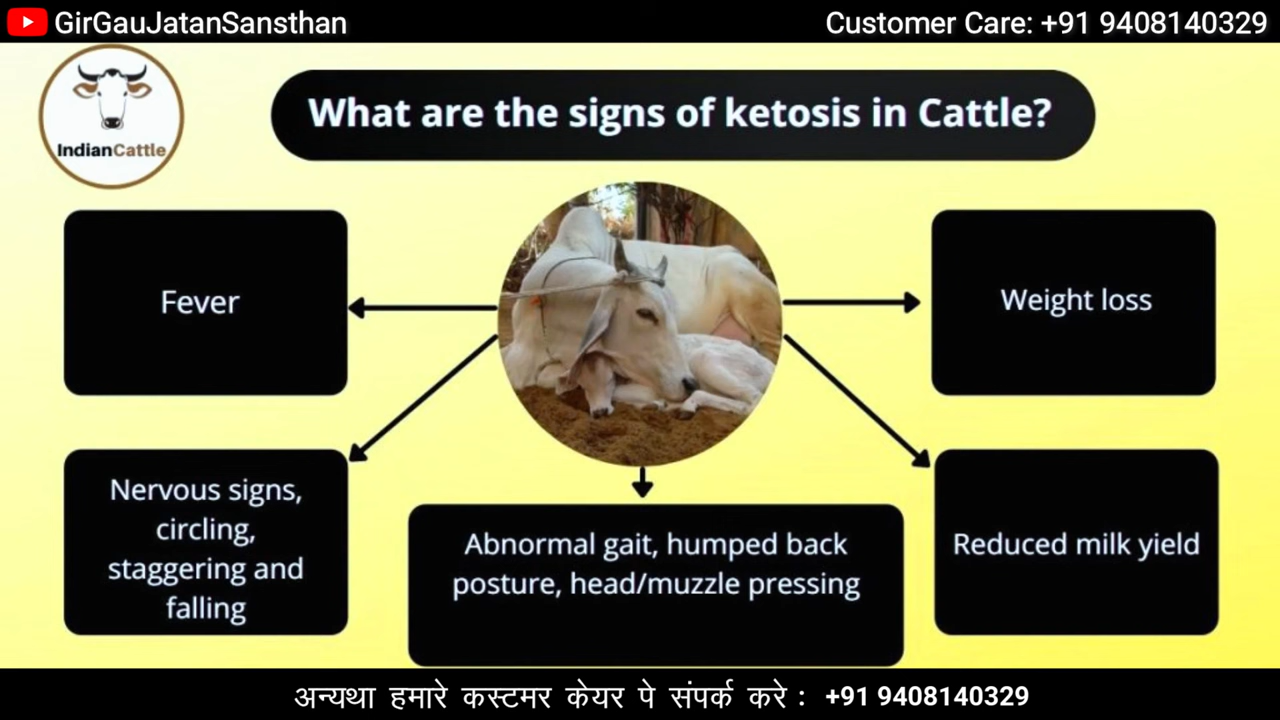 GirGauJatanSansthan
Customer Care: +91 9408140329
IndianCattle
What are the signs of ketosis in Cattle?
Fever
Weight loss
Nervous signs,
circling,
staggering and
falling
Abnormal gait, humped back
posture, head/muzzle pressing
Reduced milk yield
अन्यथा हमारे कस्टमर केयर पे संपर्क करे : +91 9408140329